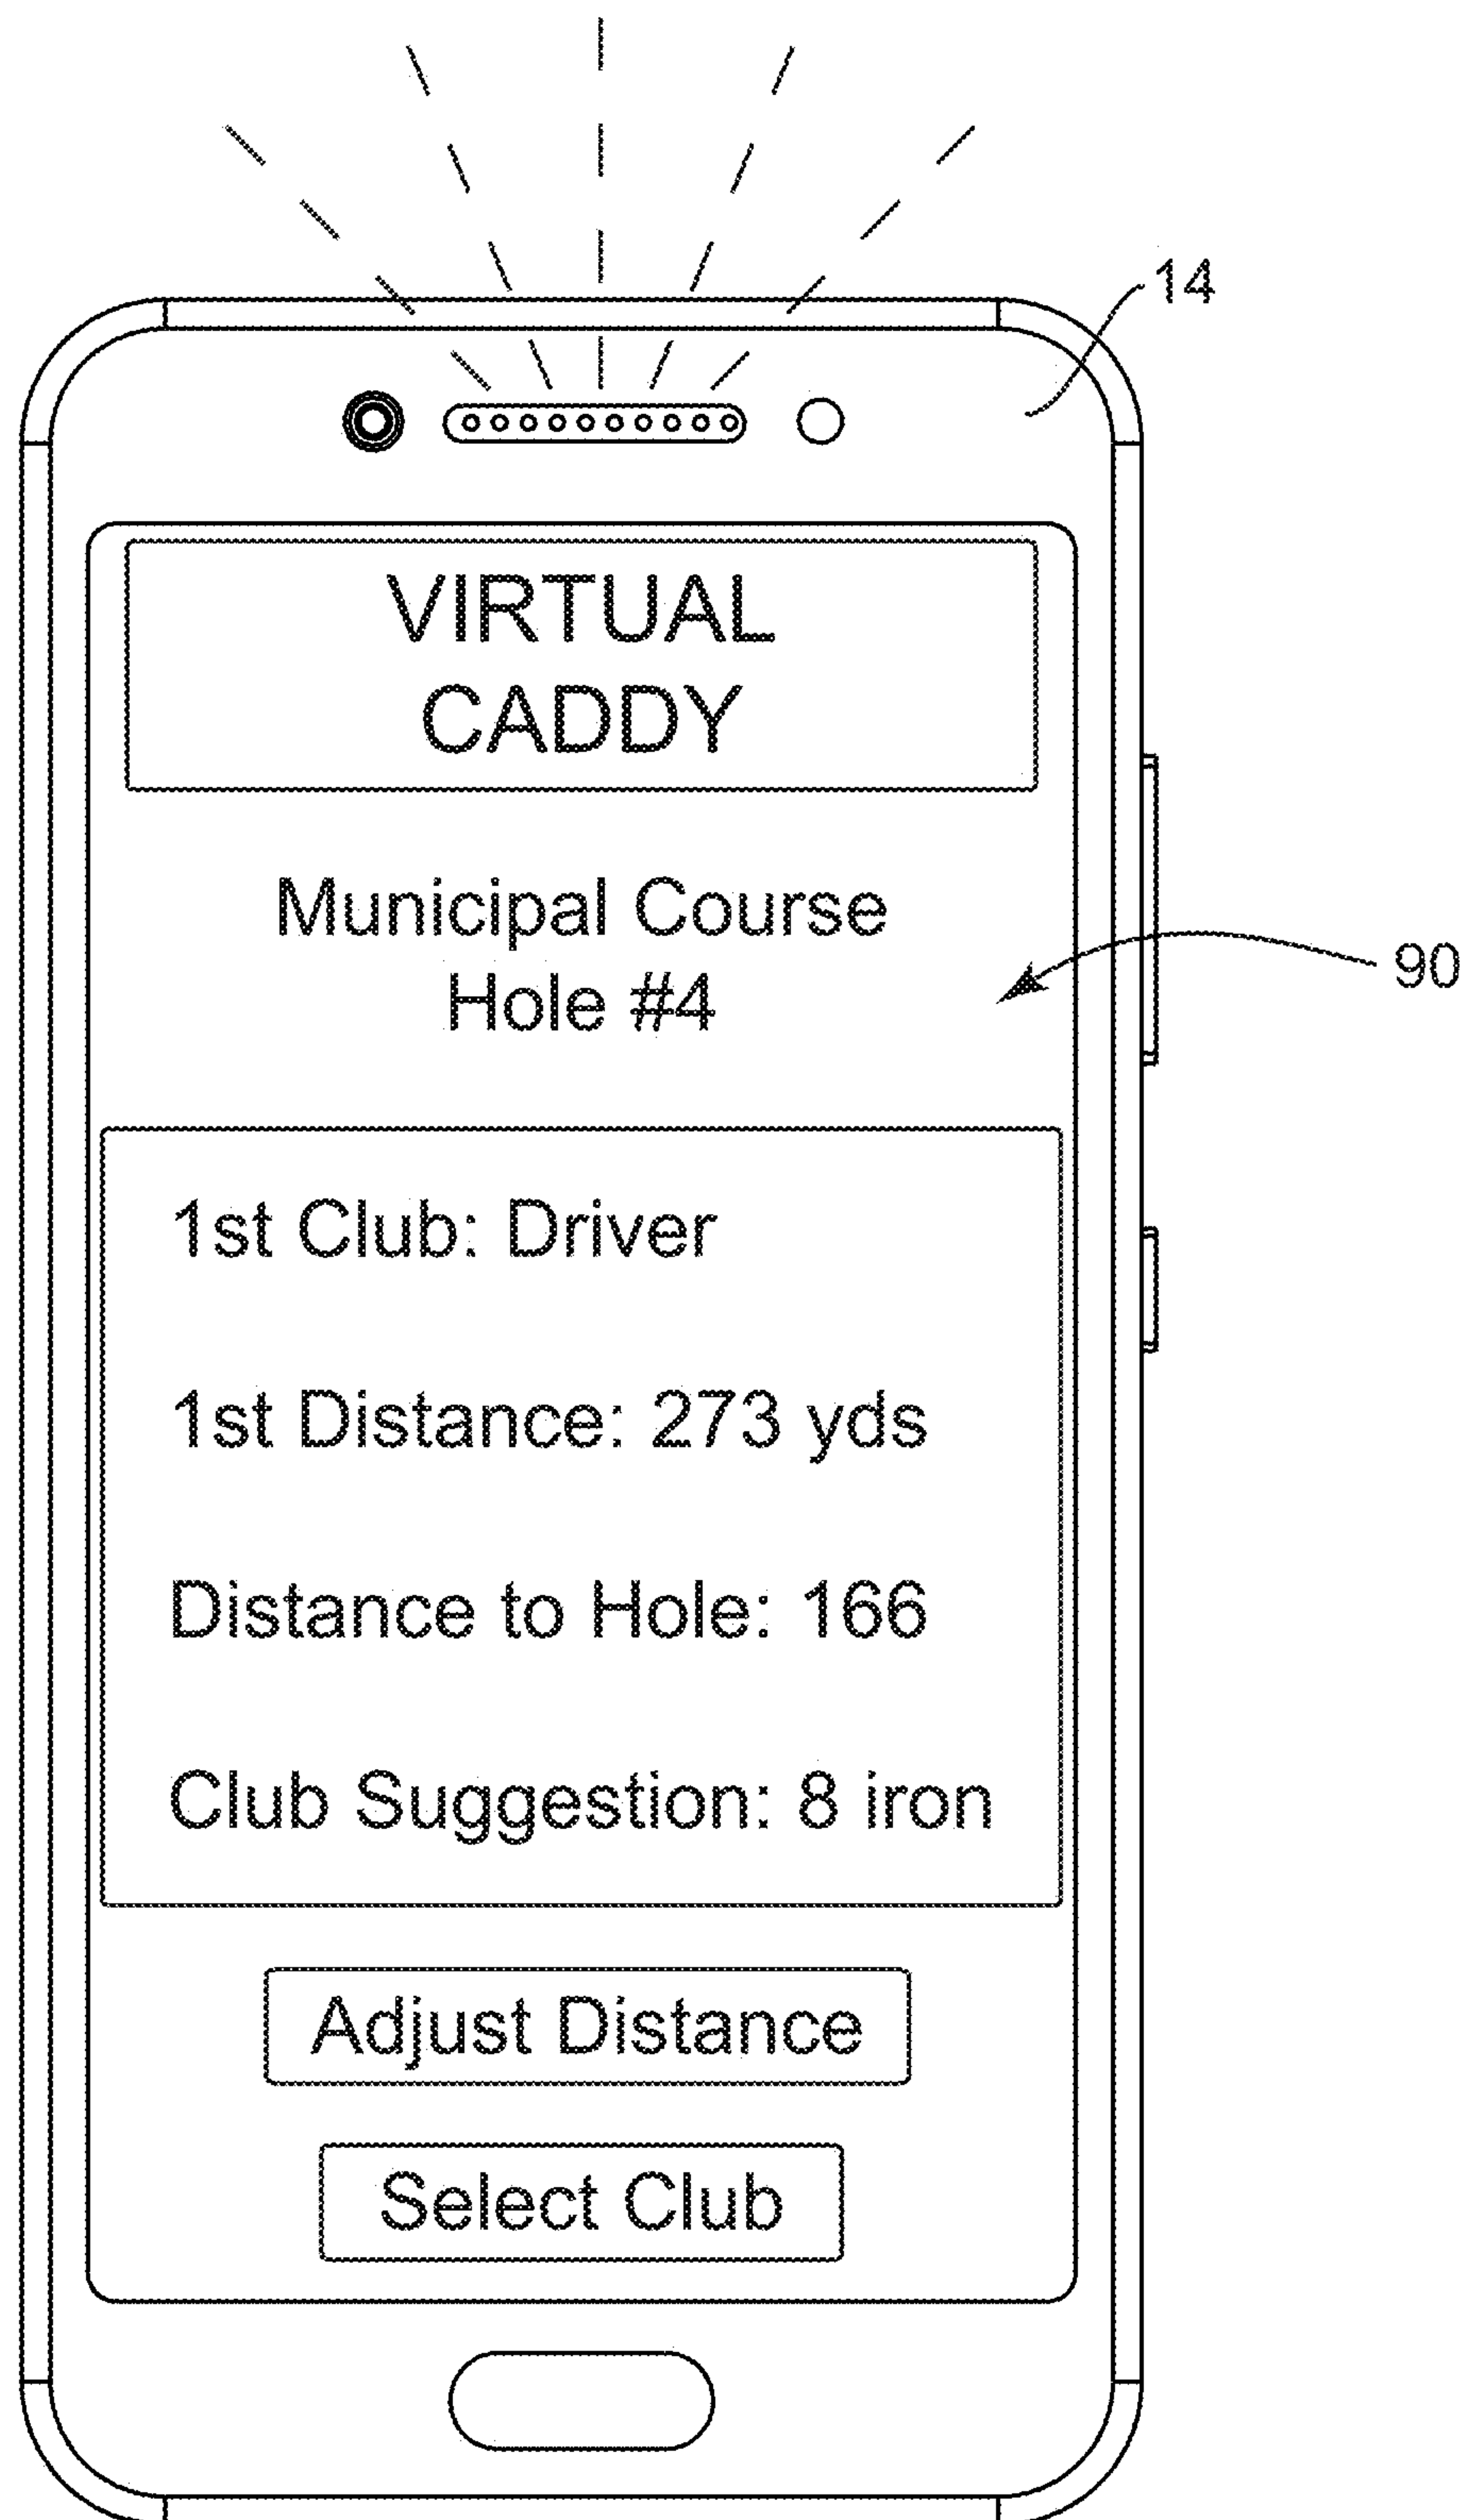 14
VIRTUAL
CADDY
Municipal Course
Hole #4
90
1st Club: Driver
1st Distance: 273 yds
Distance to Hole: 166
Club Suggestion: 8 iron
Adjust Distance
Select Club